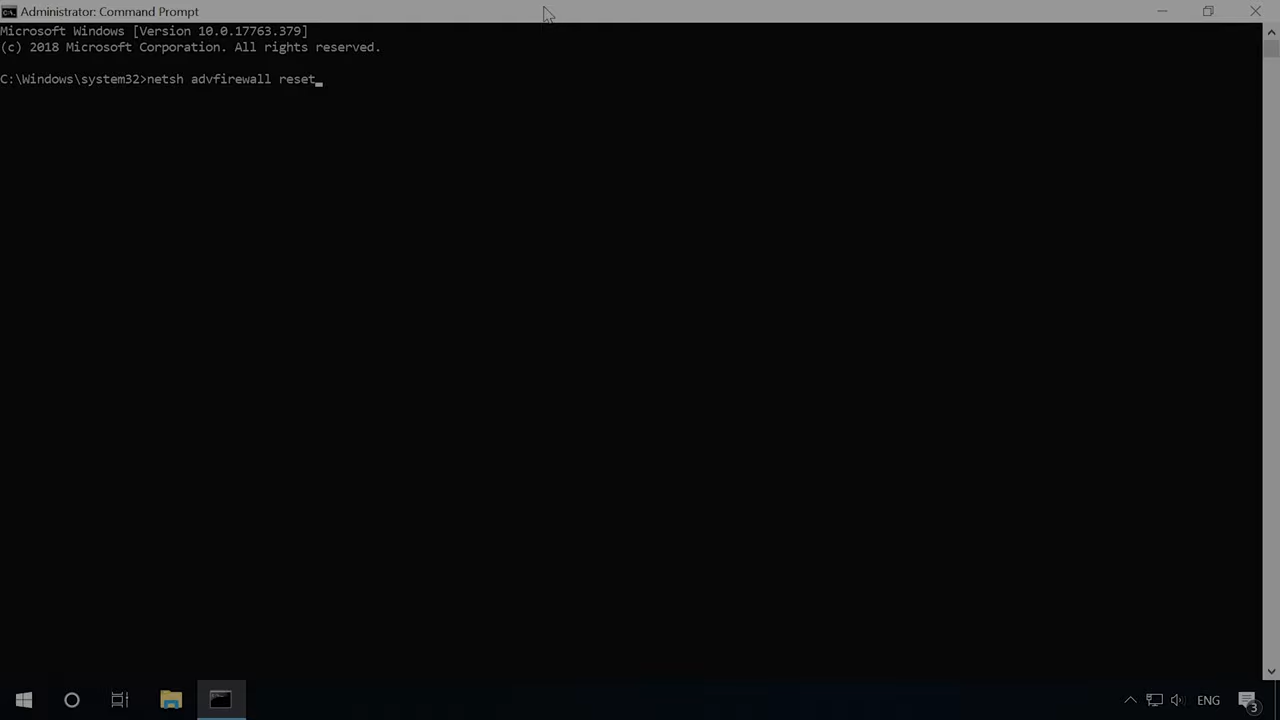 Administrator: Command Prompt
Microsoft Windows [Version 10.0.17763.379]
(c) 2018 Microsoft Corporation. All rights reserved.
C:\Windows\system32>netsh advfirewall reset
ENG
3